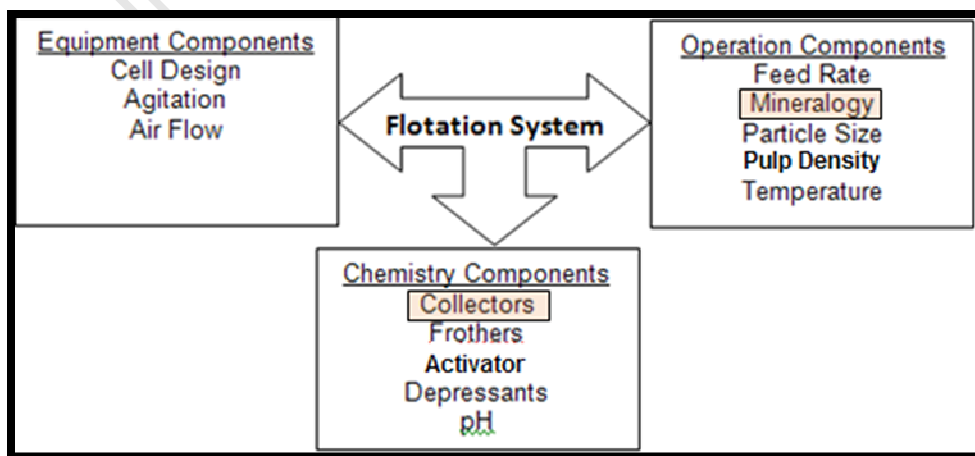 Equipment Components
Cell Design
Agitation
Air Flow
Flotation System
Operation Components
Feed Rate
Mineralogy
Particle Size
Pulp Density
Temperature
Chemistry Components
Collectors
Frothers
Activator
Depressants
pH